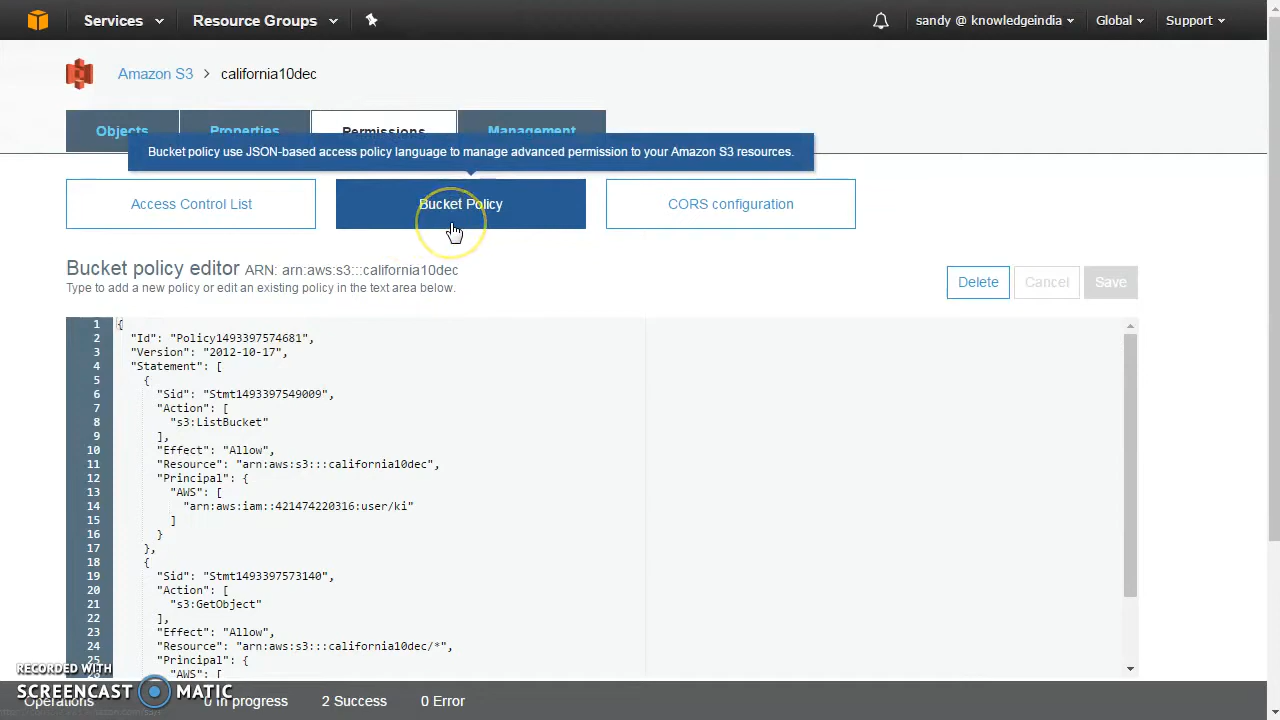 Services Resource Groups sandy @ knowledgeindia Global Support
Amazon S3 > california10dec
Objects Properties Permissions Management
Bucket policy use JSON-based access policy language to manage advanced permission to your Amazon S3 resources.
Access Control List Bucket Policy CORS configuration
Bucket policy editor ARN: arn:aws:s3:::california10dec
Type to add a new policy or edit an existing policy in the text area below.
Delete Cancel Save
1 {
2 "Id": "Policy1493397574681",
3 "Version": "2012-10-17",
4 "Statement": [
5 {
6 "Sid": "Stmt1493397549009",
7 "Action": [
8 "s3:ListBucket"
9 ],
10 "Effect": "Allow",
11 "Resource": "arn:aws:s3:::california10dec",
12 "Principal": {
13 "AWS": [
14 "arn:aws:iam::421474220316:user/ki"
15 ]
16 }
17 },
18 {
19 "Sid": "Stmt1493397573140",
20 "Action": [
21 "s3:GetObject"
22 ],
23 "Effect": "Allow",
24 "Resource": "arn:aws:s3:::california10dec/*",
25 "Principal": {
"AWS": [
RECORDED WITH
SCREENCAST MATIC
Operations 0 In progress 2 Success 0 Error